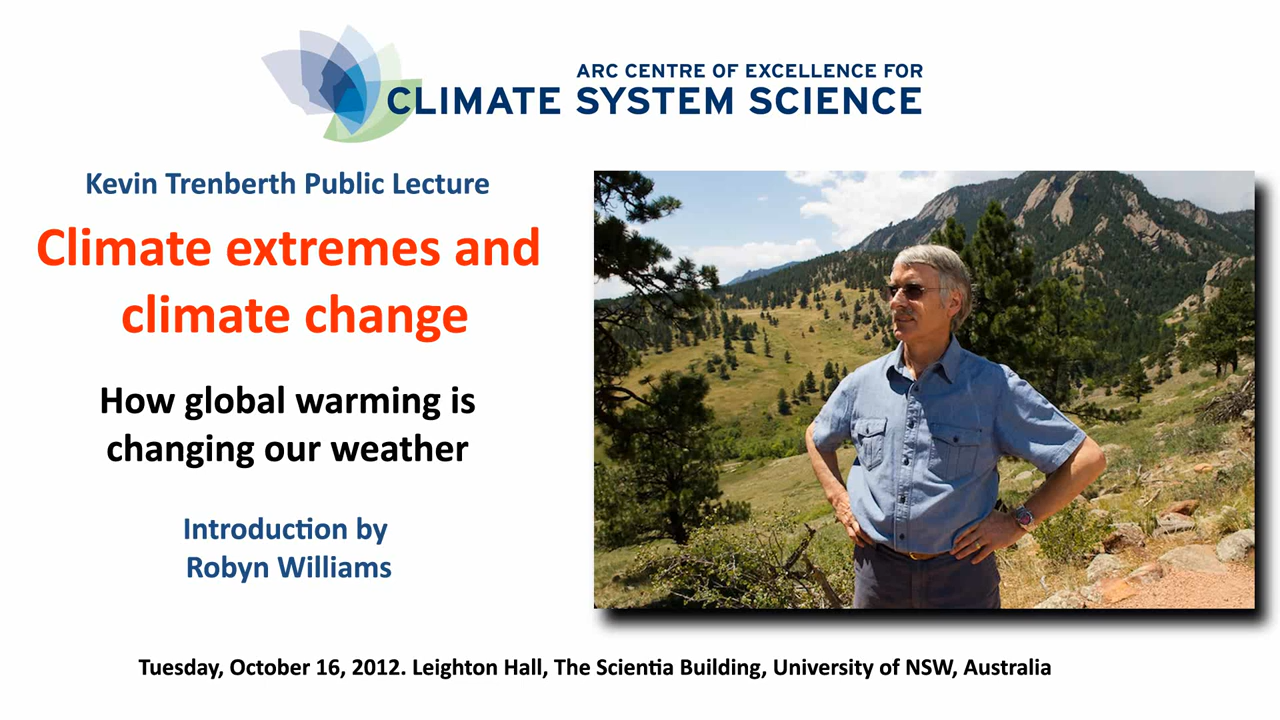 ARC CENTRE OF EXCELLENCE FOR
CLIMATE SYSTEM SCIENCE
Kevin Trenberth Public Lecture
Climate extremes and
climate change
How global warming is
changing our weather
Introduction by
Robyn Williams
Tuesday, October 16, 2012. Leighton Hall, The Scientia Building, University of NSW, Australia